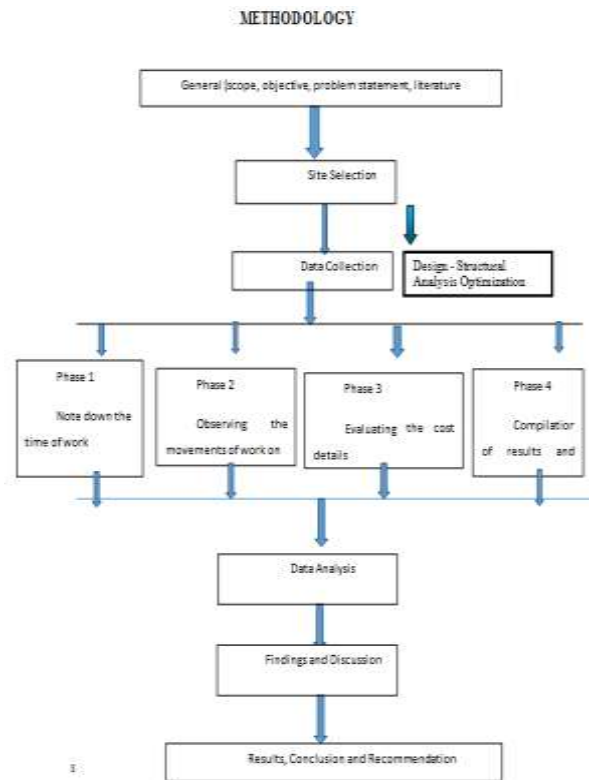 METHODOLOGY
General (scope, objective, problem statement, literature
Site Selection
Data Collection
Design - Structural
Analysis Optimization
Phase 1
Note down the
time of work
Phase 2
Observing the
movements of work on
Phase 3
Evaluating the cost
details
Phase 4
Compilation
of results and
Data Analysis
Findings and Discussion
Results, Conclusion and Recommendation